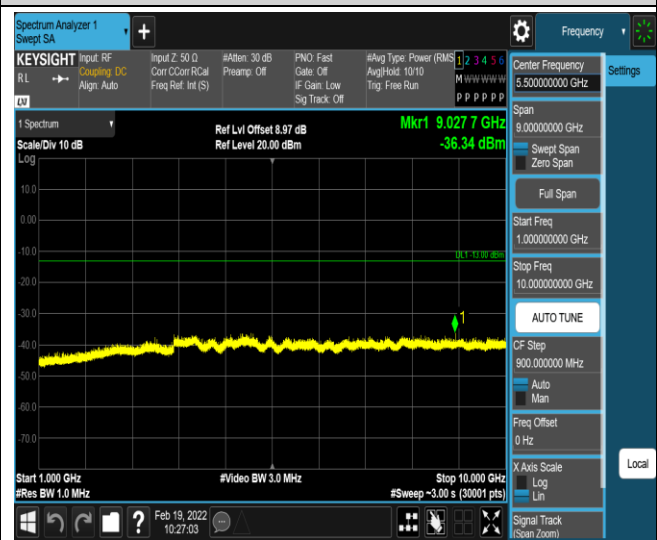 Spectrum Analyzer 1
Swept SA
+
Frequency
KEYSIGHT
RL
LXI
Input: RF
Coupling: DC
Align: Auto
Input Z: 50 Ω
Corr CCorr RCal
Freq Ref: Int (S)
#Atten: 30 dB
Preamp: Off
PNO: Fast
Gate: Off
IF Gain: Low
Sig Track: Off
#Avg Type: Power (RMS
Avg|Hold: 10/10
Trig: Free Run
1 2 3 4 5 6
M W W W W W
P P P P P P
1 Spectrum
Scale/Div 10 dB
Log
Ref Lvl Offset 8.97 dB
Ref Level 20.00 dBm
Mkr1 9.027 7 GHz
-36.34 dBm
10.0
0.00
-10.0
DL1 -13.00 dBm
-20.0
-30.0
1
-40.0
-50.0
-60.0
-70.0
Start 1.000 GHz
#Video BW 3.0 MHz
Stop 10.000 GHz
#Res BW 1.0 MHz
#Sweep ~3.00 s (30001 pts)
?
Feb 19, 2022
10:27:03
Center Frequency
5.500000000 GHz
Span
9.00000000 GHz
Swept Span
Zero Span
Full Span
Start Freq
1.000000000 GHz
Stop Freq
10.000000000 GHz
AUTO TUNE
CF Step
900.000000 MHz
Auto
Man
Freq Offset
0 Hz
X Axis Scale
Log
Lin
Signal Track
(Span Zoom)
Settings
Local